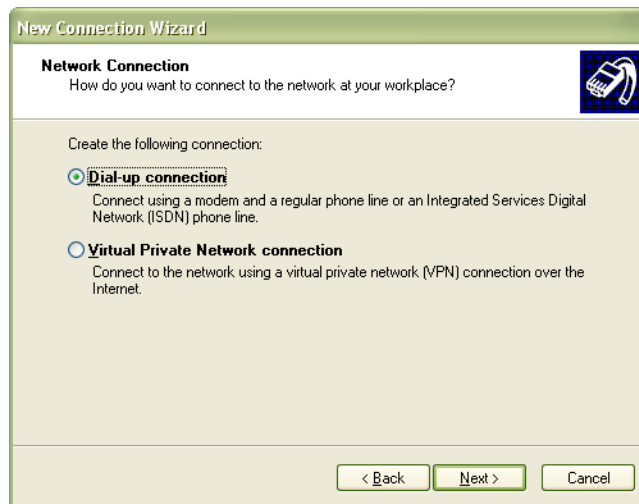 New Connection Wizard
Network Connection
How do you want to connect to the network at your workplace?
Create the following connection:
Dial-up connection
Connect using a modem and a regular phone line or an Integrated Services Digital
Network (ISDN) phone line.
Virtual Private Network connection
Connect to the network using a virtual private network (VPN) connection over the
Internet.
< Back Next > Cancel